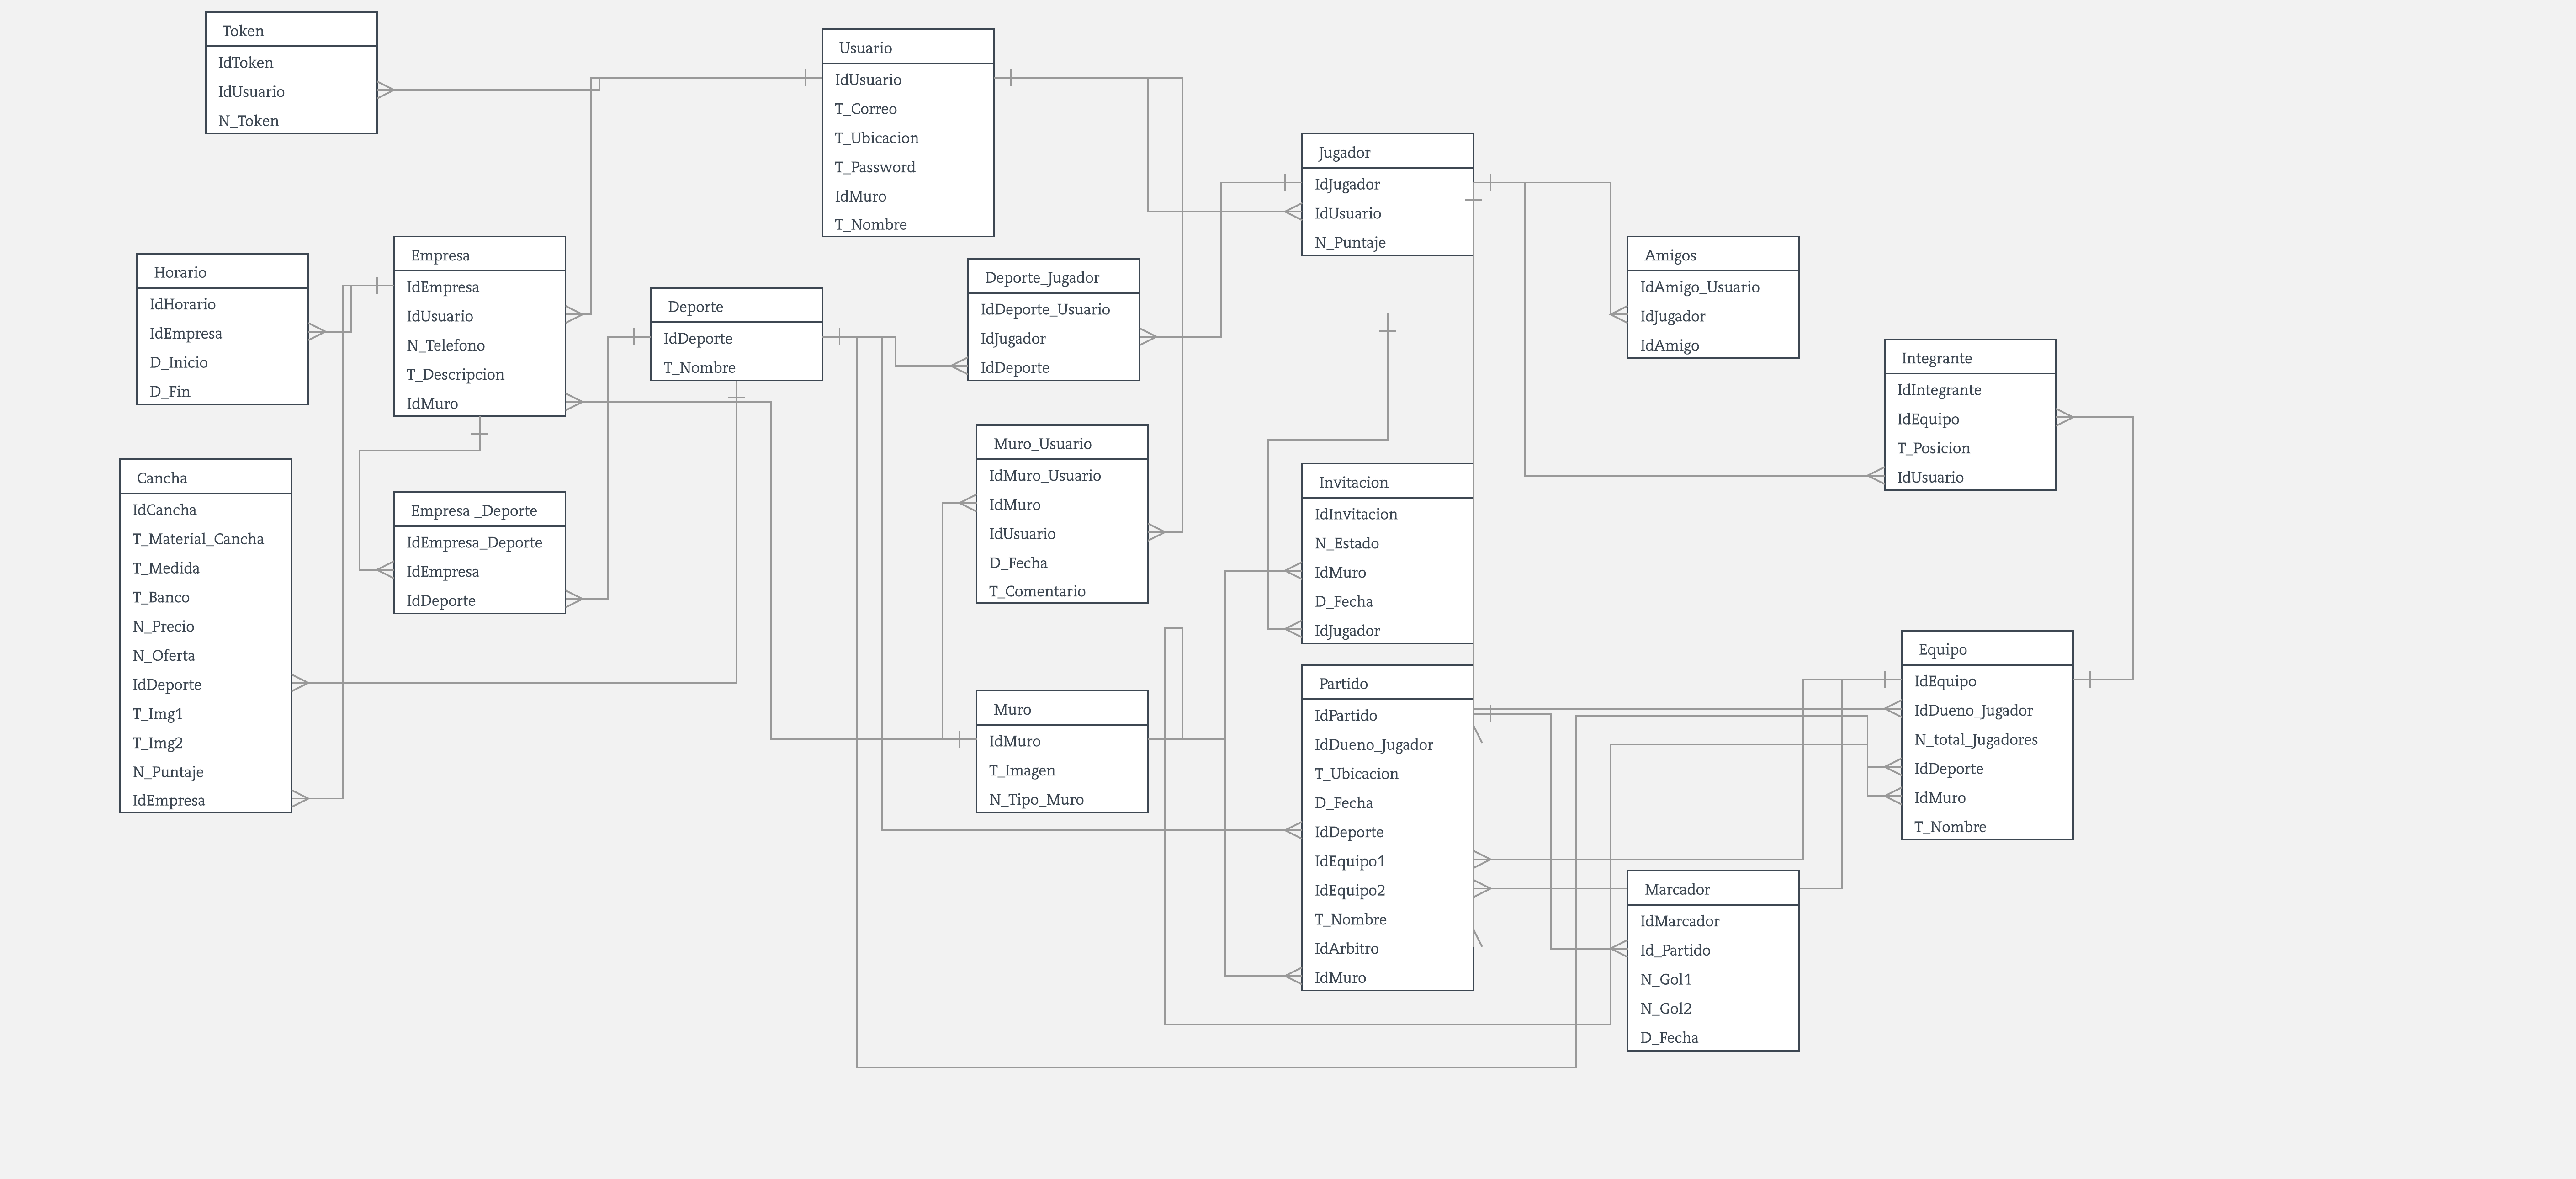 Token
IdToken
IdUsuario
N_Token
Usuario
IdUsuario
T_Correo
T_Ubicacion
T_Password
IdMuro
T_Nombre
Jugador
IdJugador
IdUsuario
N_Puntaje
Horario
IdHorario
IdEmpresa
D_Inicio
D_Fin
Empresa
IdEmpresa
IdUsuario
N_Telefono
T_Descripcion
IdMuro
Deporte
IdDeporte
T_Nombre
Deporte_Jugador
IdDeporte_Usuario
IdJugador
IdDeporte
Amigos
IdAmigo_Usuario
IdJugador
IdAmigo
Integrante
IdIntegrante
IdEquipo
T_Posicion
IdUsuario
Cancha
IdCancha
T_Material_Cancha
T_Medida
T_Banco
N_Precio
N_Oferta
IdDeporte
T_Img1
T_Img2
N_Puntaje
IdEmpresa
Empresa _Deporte
IdEmpresa_Deporte
IdEmpresa
IdDeporte
Muro_Usuario
IdMuro_Usuario
IdMuro
IdUsuario
D_Fecha
T_Comentario
Invitacion
IdInvitacion
N_Estado
IdMuro
D_Fecha
IdJugador
Muro
IdMuro
T_Imagen
N_Tipo_Muro
Partido
IdPartido
IdDueno_Jugador
T_Ubicacion
D_Fecha
IdDeporte
IdEquipo1
IdEquipo2
T_Nombre
IdArbitro
IdMuro
Equipo
IdEquipo
IdDueno_Jugador
N_total_Jugadores
IdDeporte
IdMuro
T_Nombre
Marcador
IdMarcador
Id_Partido
N_Gol1
N_Gol2
D_Fecha